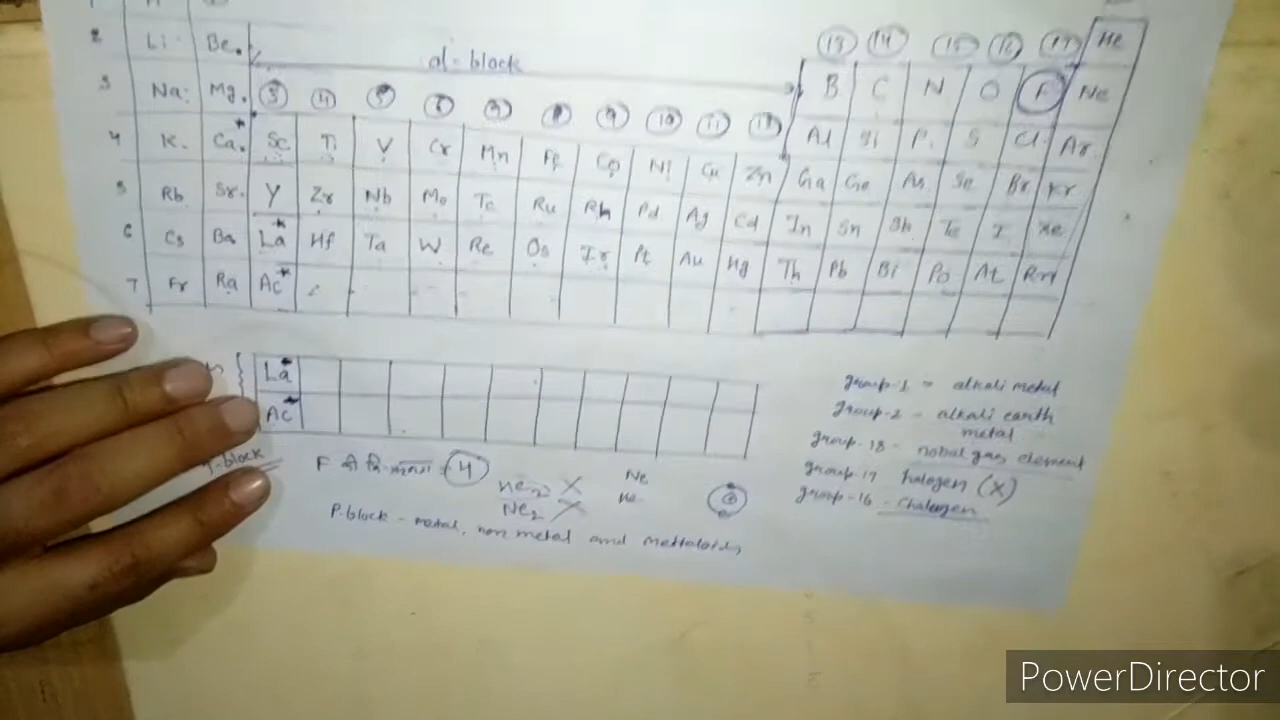 He
2 Li Be d-block 13 14 15 16 17
3 Na Mg 3 4 5 6 7 8 9 10 11 12 B C N O F Ne
4 K Ca* Sc Ti V Cr Mn Fe Co Ni Cu Zn Al Si P S Cl Ar
5 Rb Sr Y Zr Nb Mo Tc Ru Rh Pd Ag Cd Ga Ge As Se Br Kr
6 Cs Ba La* Hf Ta W Re Os Ir Pt Au Hg In Sn Sb Te I Xe
7 Fr Ra Ac* Th Pb Bi Po At Rn
La*
Ac*
f-block
group-1 = alkali metal
group-2 - alkali earth
metal
group-18 - nobal gas element
group-17 halogen (X)
group-16 - chalcogen
F की 4
He2 X Ne
Ne2 X He
P-block - metal, non metal and mettaloids
PowerDirector